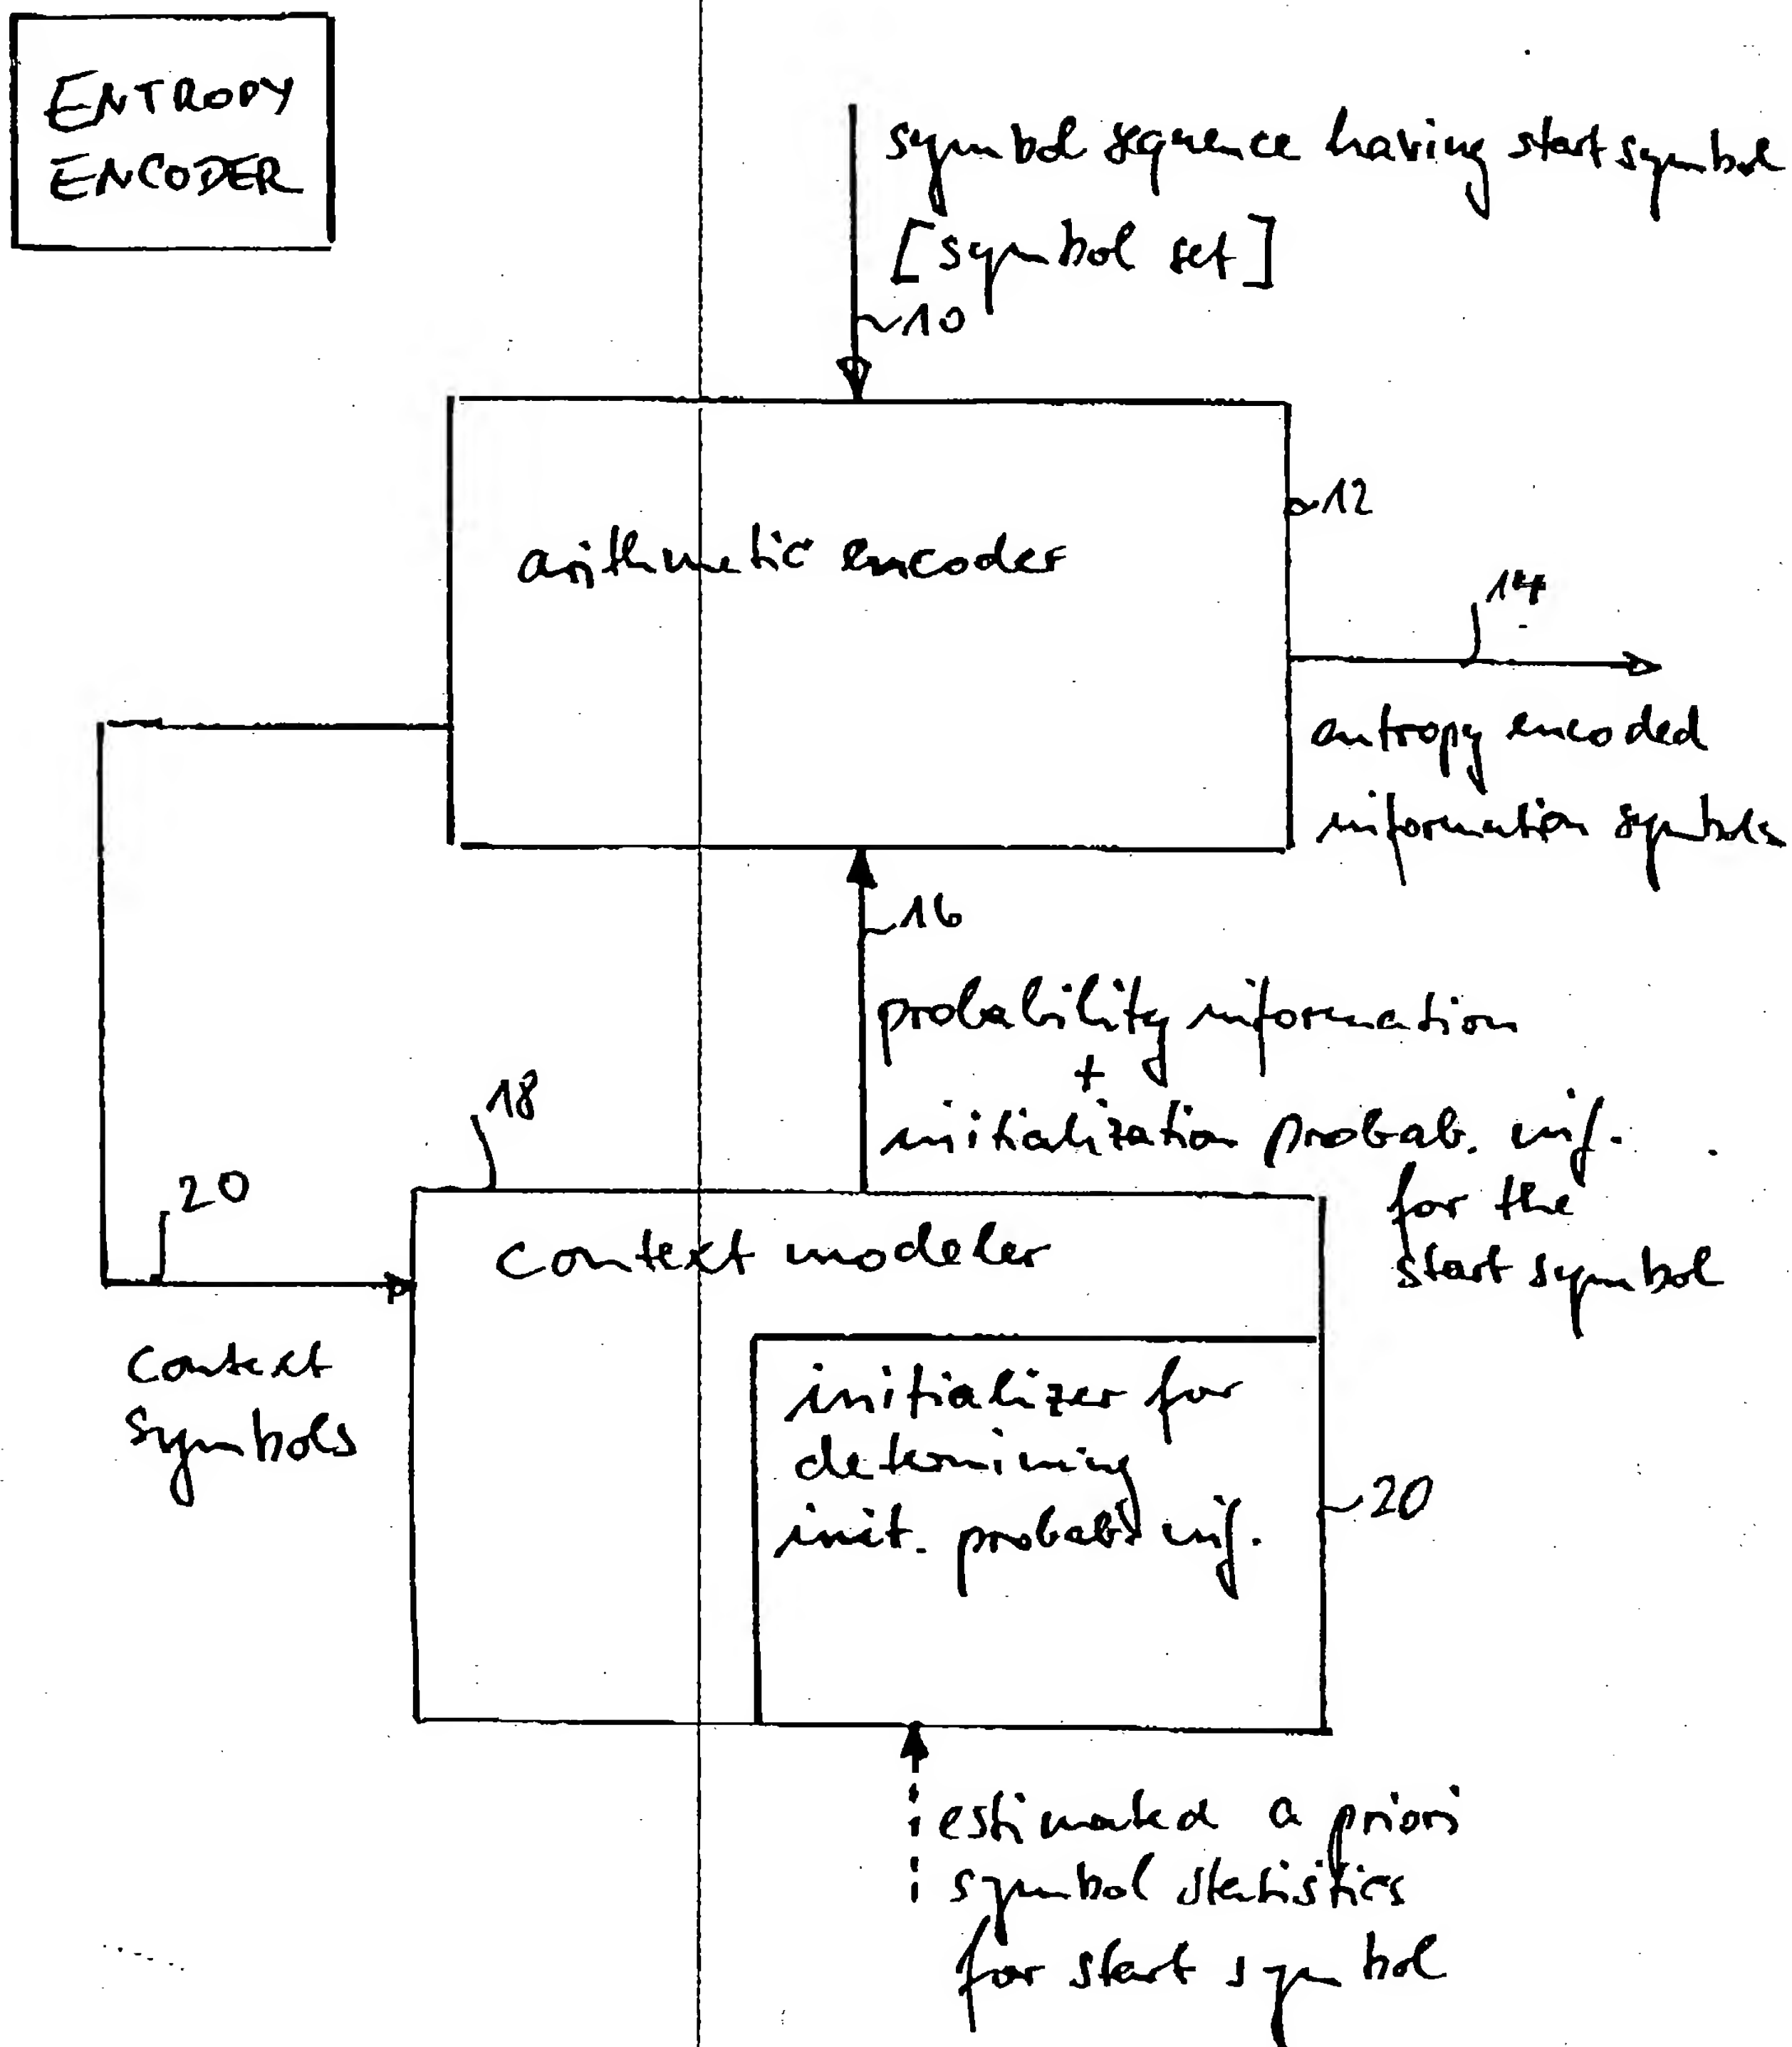 ENTROPY
ENCODER
symbol sequence having start symbol
[symbol set]
10
12
arithmetic encoder
14
entropy encoded
information symbols
16
probability information
+
initialization probab. inf.
for the
start symbol
18
20
context modeler
context
symbols
initializer for
determining
init. probab. inf.
20
estimated a priori
symbol statistics
for start symbol